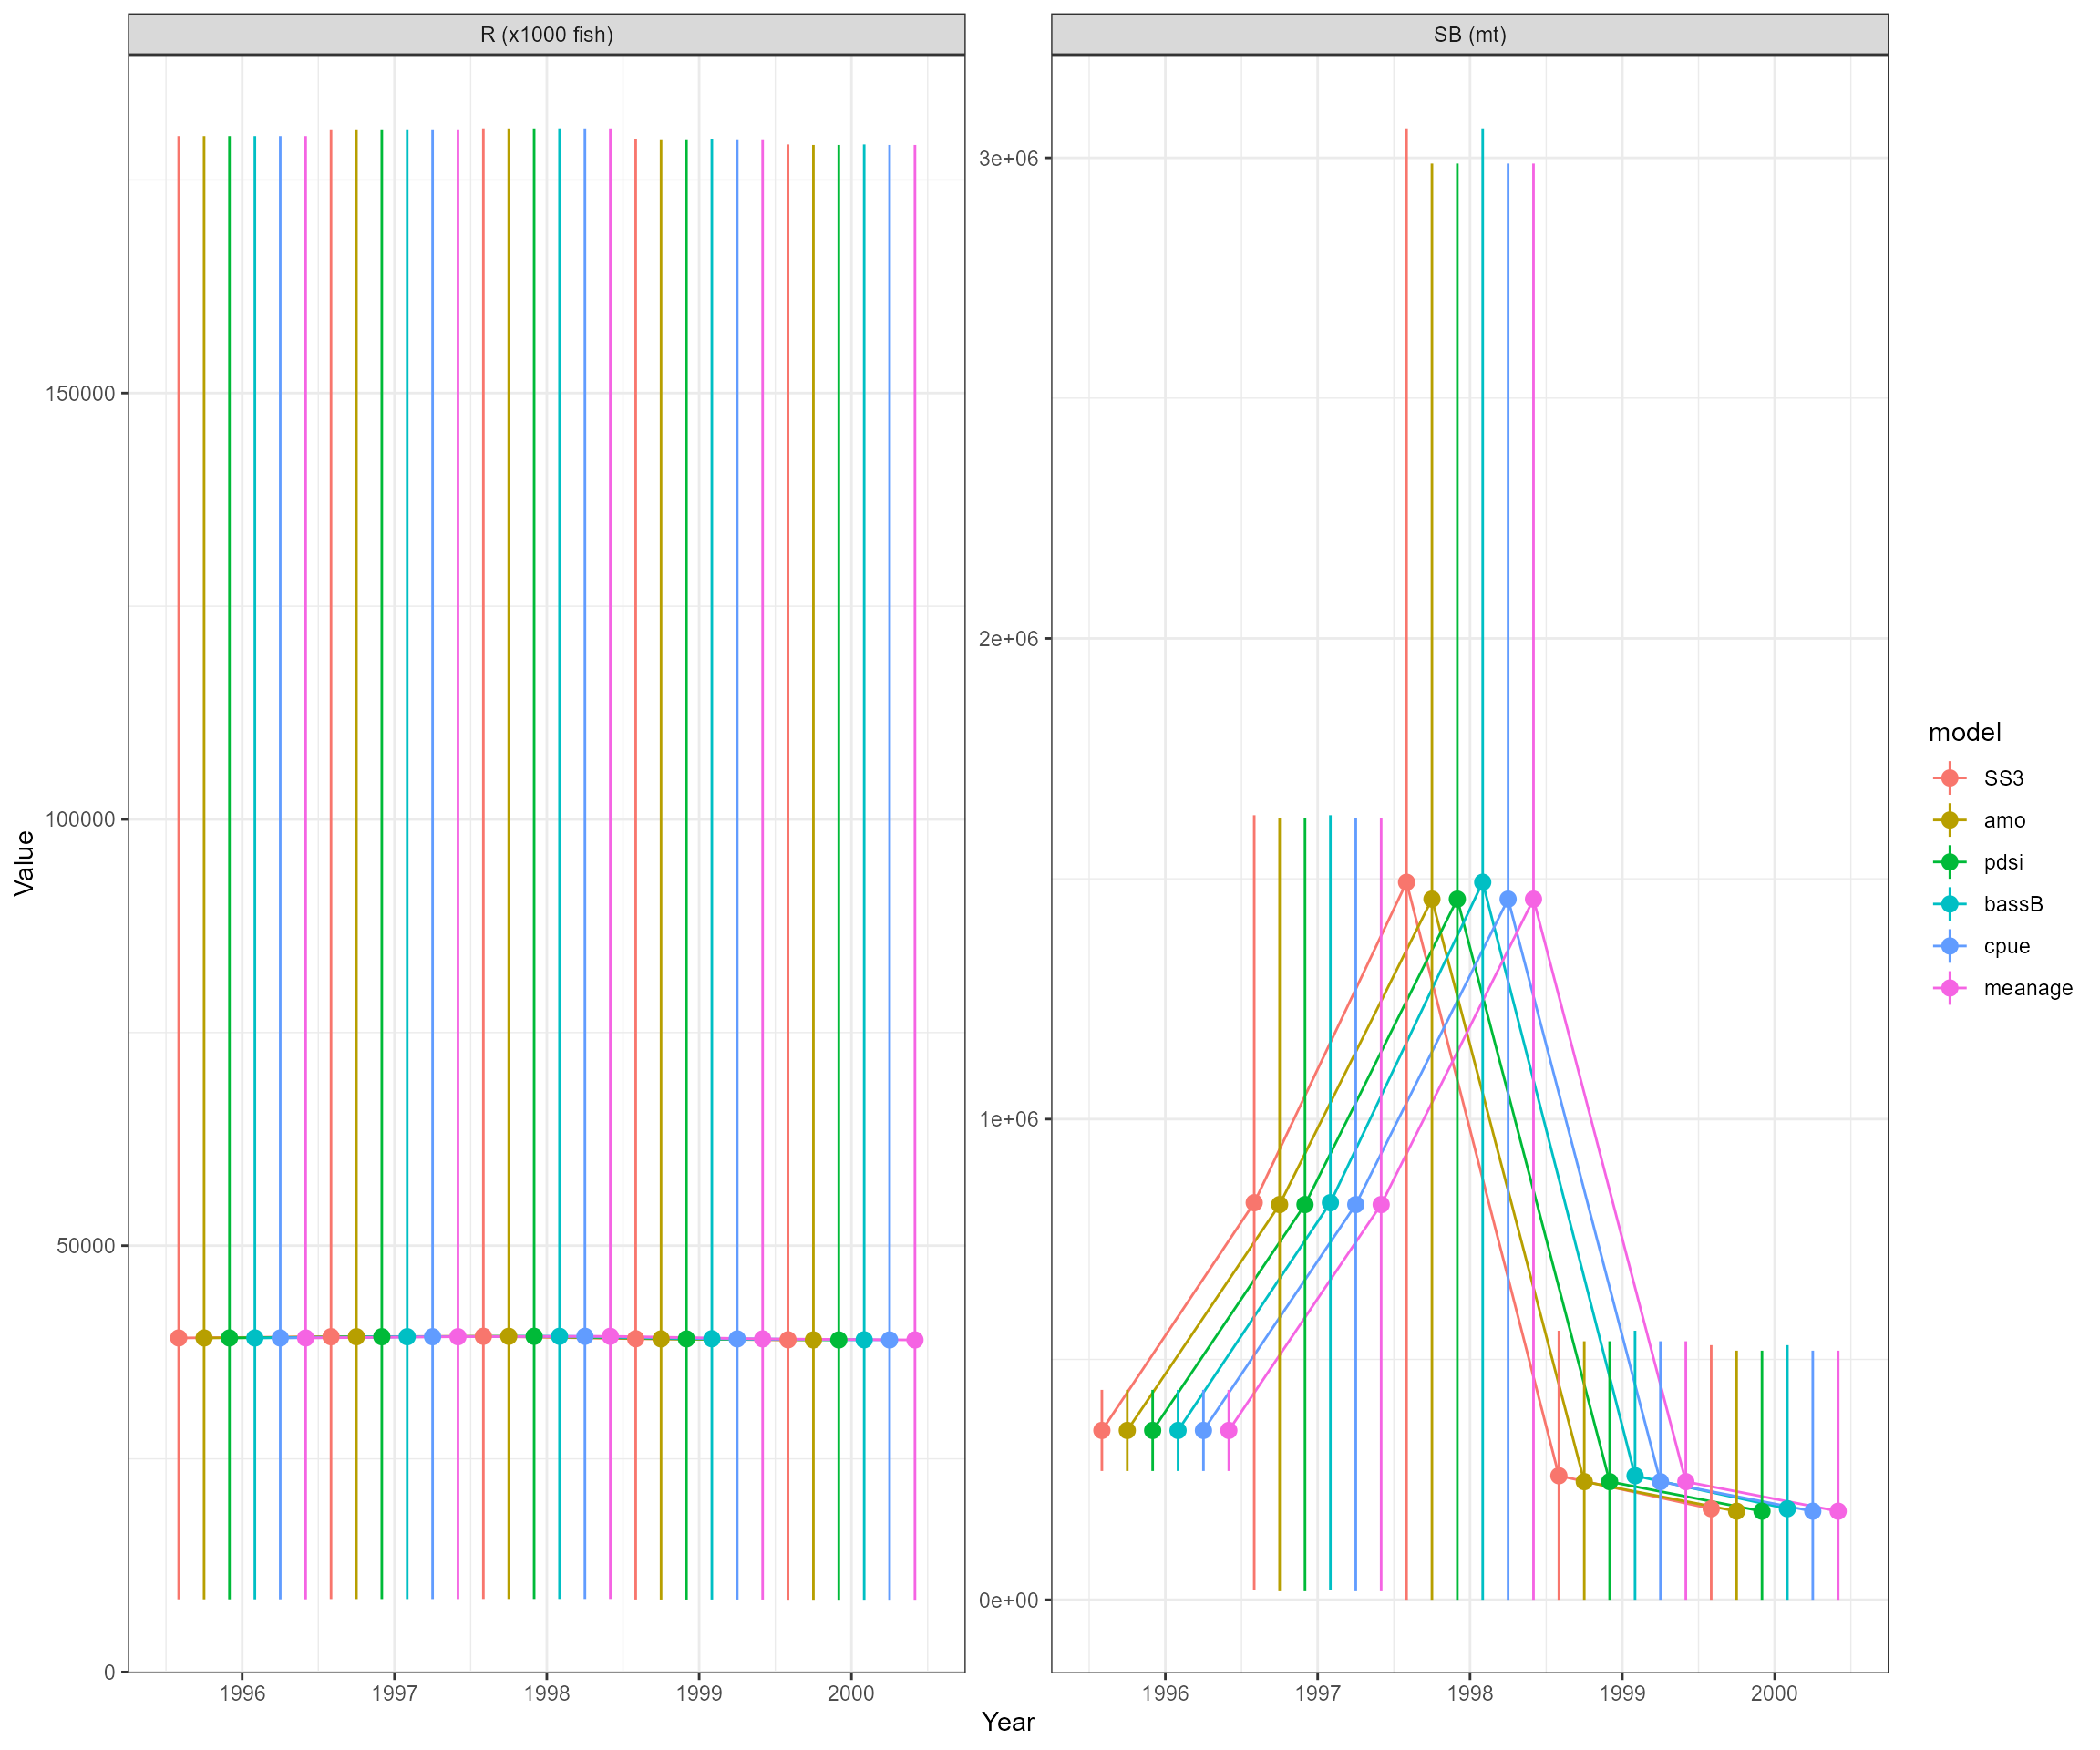 R (x1000 fish)
SB (mt)
Value
150000
100000
50000
0
1996 1997 1998 1999 2000
3e+06
2e+06
1e+06
0e+00
1996 1997 1998 1999 2000
Year
model
SS3
amo
pdsi
bassB
cpue
meanage